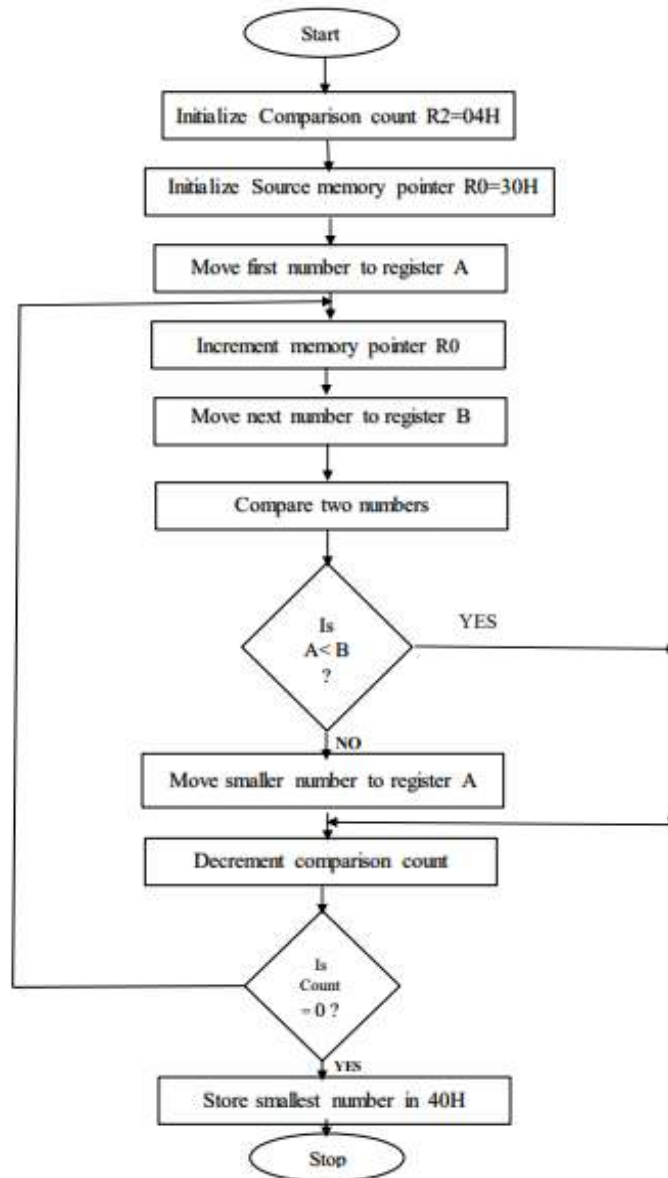 Start
Initialize Comparison count R2=04H
Initialize Source memory pointer R0=30H
Move first number to register A
Increment memory pointer R0
Move next number to register B
Compare two numbers
Is
A< B
?
YES
NO
Move smaller number to register A
Decrement comparison count
Is
Count
= 0 ?
YES
Store smallest number in 40H
Stop